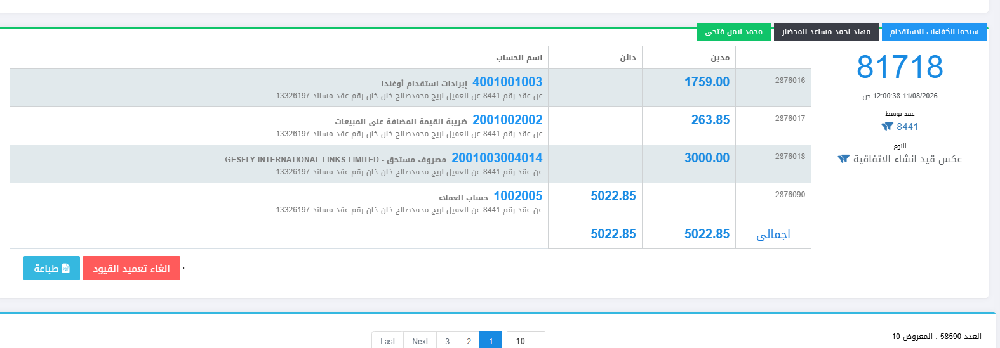 سيجما الكفاءات للاستقدام
مهند احمد مساعد المحضار
محمد ايمن فتحي
81718
11/08/2026 12:00:38 ص
عقد توسط
8441
النوع
عكس قيد انشاء الاتفاقية
مدين دائن اسم الحساب
2876016 1759.00 4001001003 -إيرادات استقدام أوغندا
عن عقد رقم 8441 عن العميل اريج محمدصالح خان خان رقم عقد مساند 13326197
2876017 263.85 2001002002 -ضريبة القيمة المضافة على المبيعات
عن عقد رقم 8441 عن العميل اريج محمدصالح خان خان رقم عقد مساند 13326197
2876018 3000.00 2001003004014 -مصروف مستحق - GESFLY INTERNATIONAL LINKS LIMITED
عن عقد رقم 8441 عن العميل اريج محمدصالح خان خان رقم عقد مساند 13326197
2876090 5022.85 1002005 -حساب العملاء
عن عقد رقم 8441 عن العميل اريج محمدصالح خان خان رقم عقد مساند 13326197
اجمالى 5022.85 5022.85
الغاء تعميد القيود طباعة
العدد 58590 . المعروض 10
10 1 2 3 Next Last